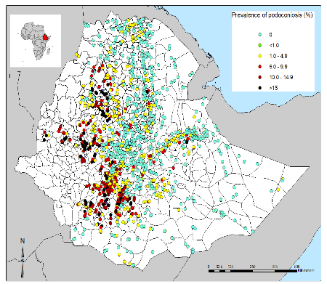 Prevalence of podoconiosis
0
<1.0
1.0 - 4.9
5.0 - 9.9
10.0 - 14.9
>15
N